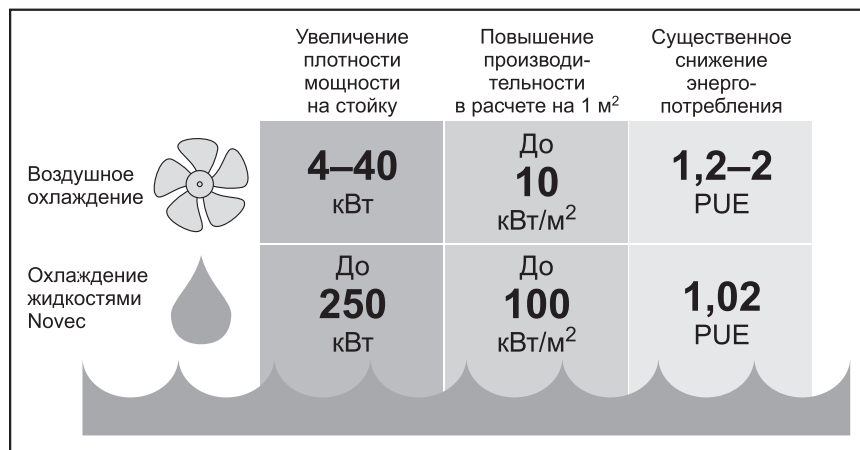 Увеличение
плотности
мощности
на стойку
Повышение
производи-
тельности
в расчете на 1 м²
Существенное
снижение
энерго-
потребления
Воздушное
охлаждение
4–40
кВт
До
10
кВт/м²
1,2–2
PUE
Охлаждение
жидкостями
Novec
До
250
кВт
До
100
кВт/м²
1,02
PUE